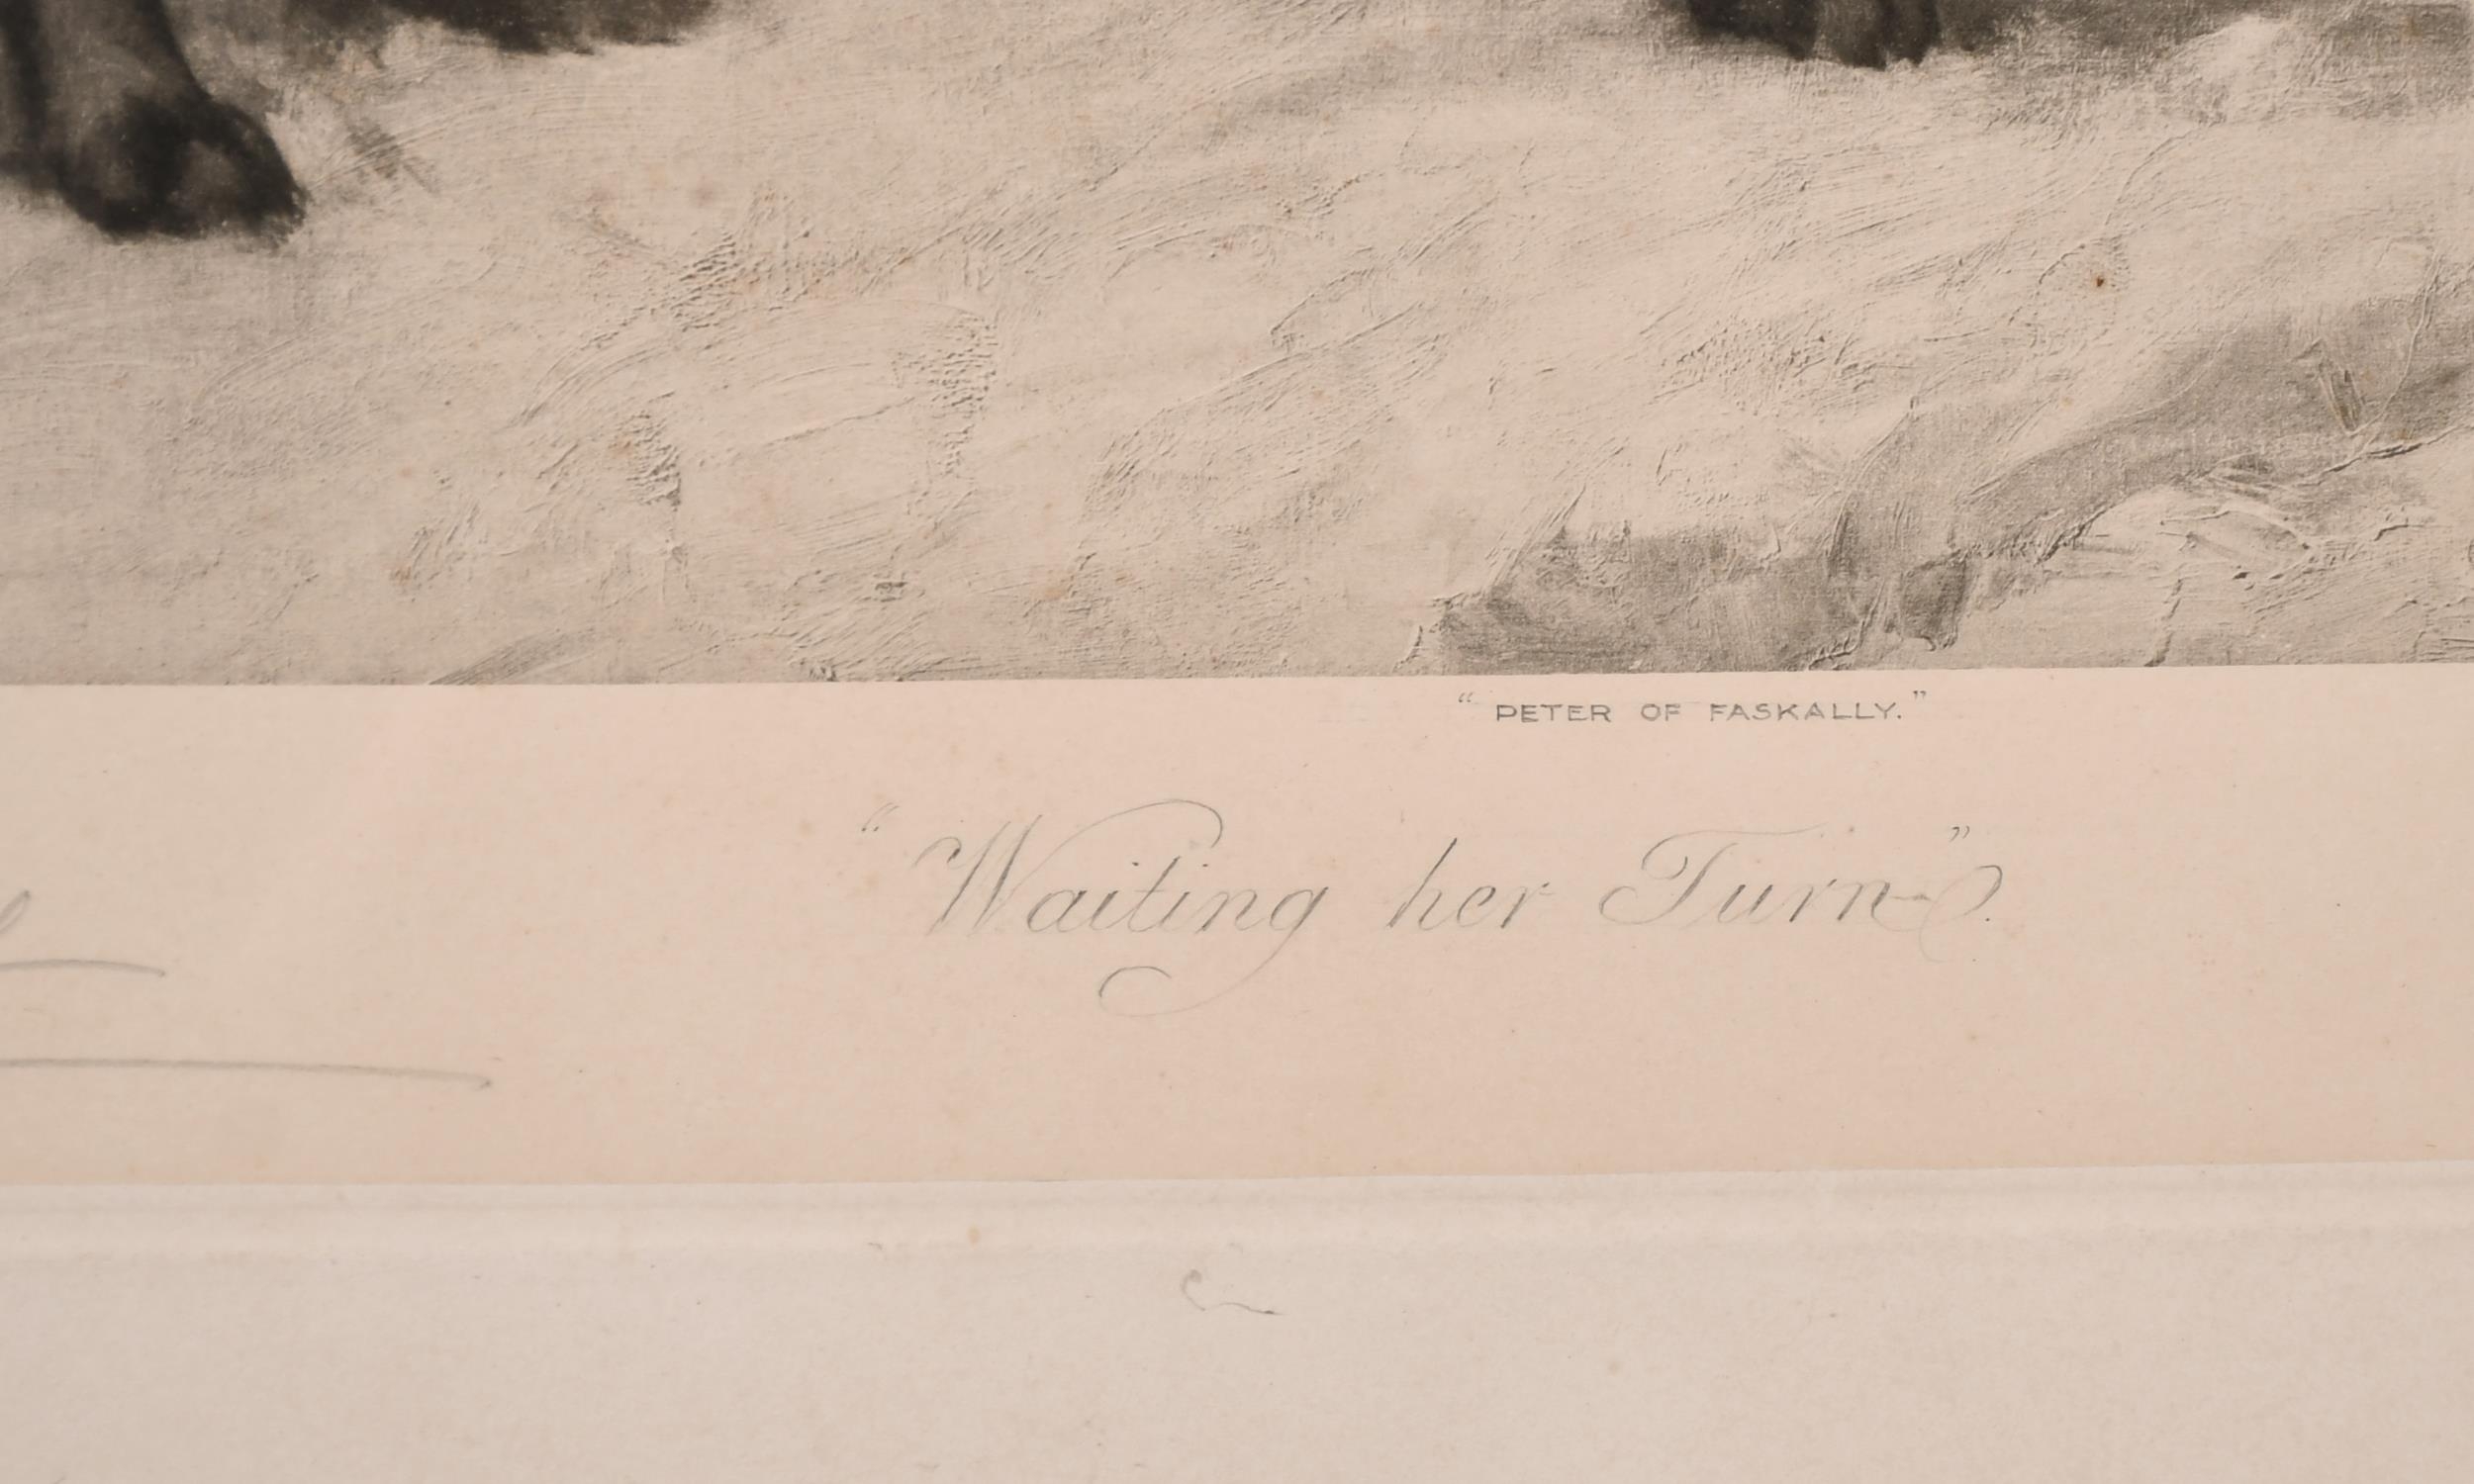 “PETER OF FASKALLY.”
“Waiting her Turn”.